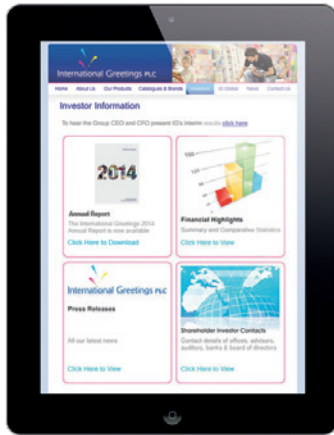 International Greetings PLC
Home About Us Our Products Catalogues & Brands Investors IG Global News Contact Us
Investor Information
To hear the Group CEO and CFO present IG's interim results click here
2014
Annual Report
The International Greetings 2014
Annual Report is now available
Click Here to Download
Financial Highlights
Summary and Comparative Statistics
Click Here to View
International Greetings PLC
Press Releases
All our latest news
Click Here to View
Shareholder Investor Contacts
Contact details of offices, advisors,
auditors, banks & board of directors
Click Here to View